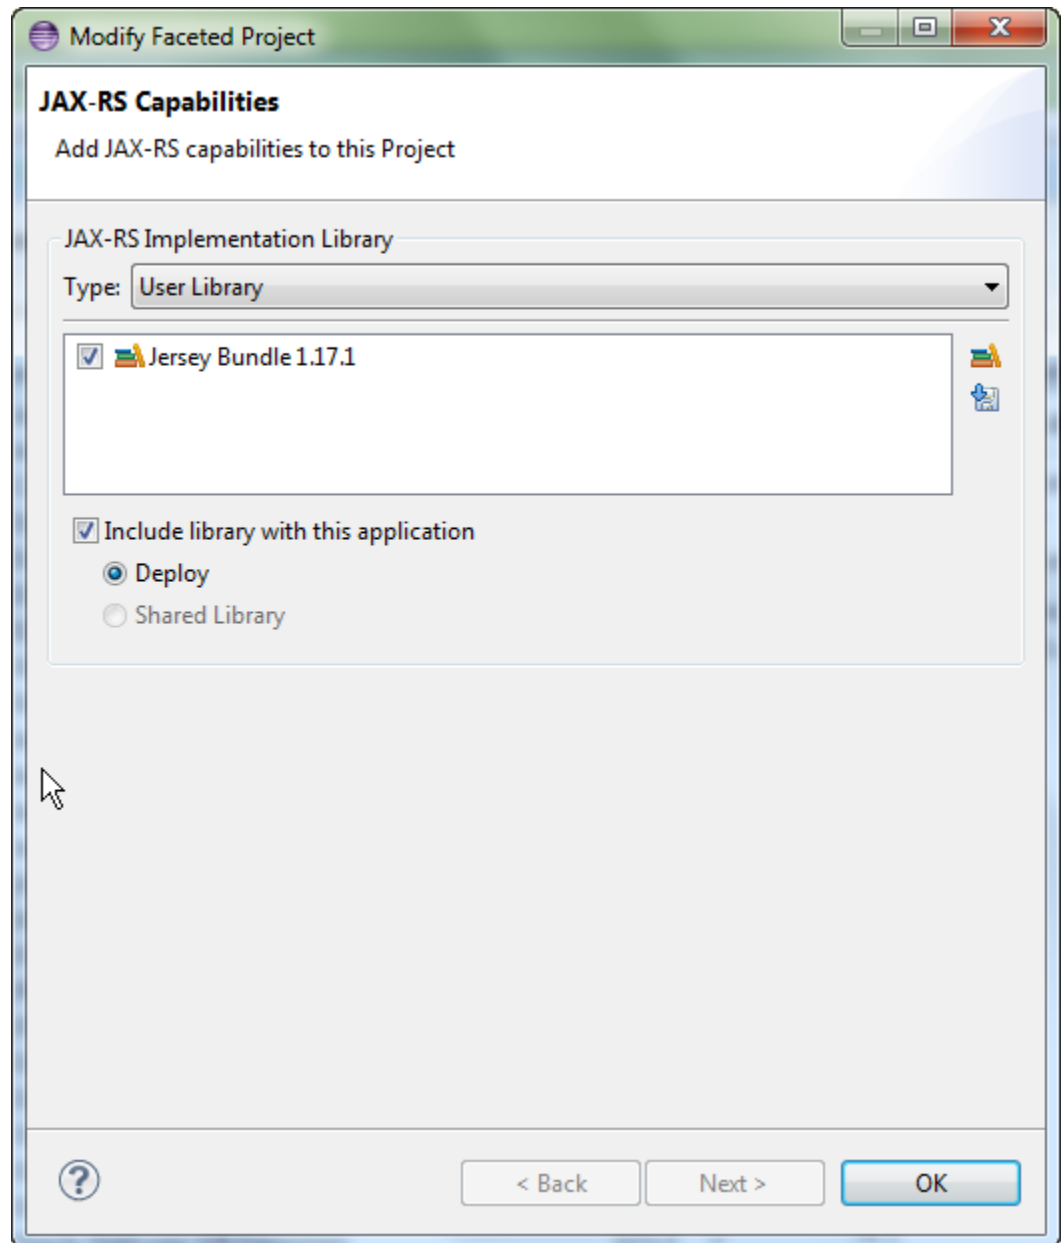 Modify Faceted Project
JAX-RS Capabilities
Add JAX-RS capabilities to this Project
JAX-RS Implementation Library
Type: User Library
Jersey Bundle 1.17.1
Include library with this application
Deploy
Shared Library
? < Back Next > OK